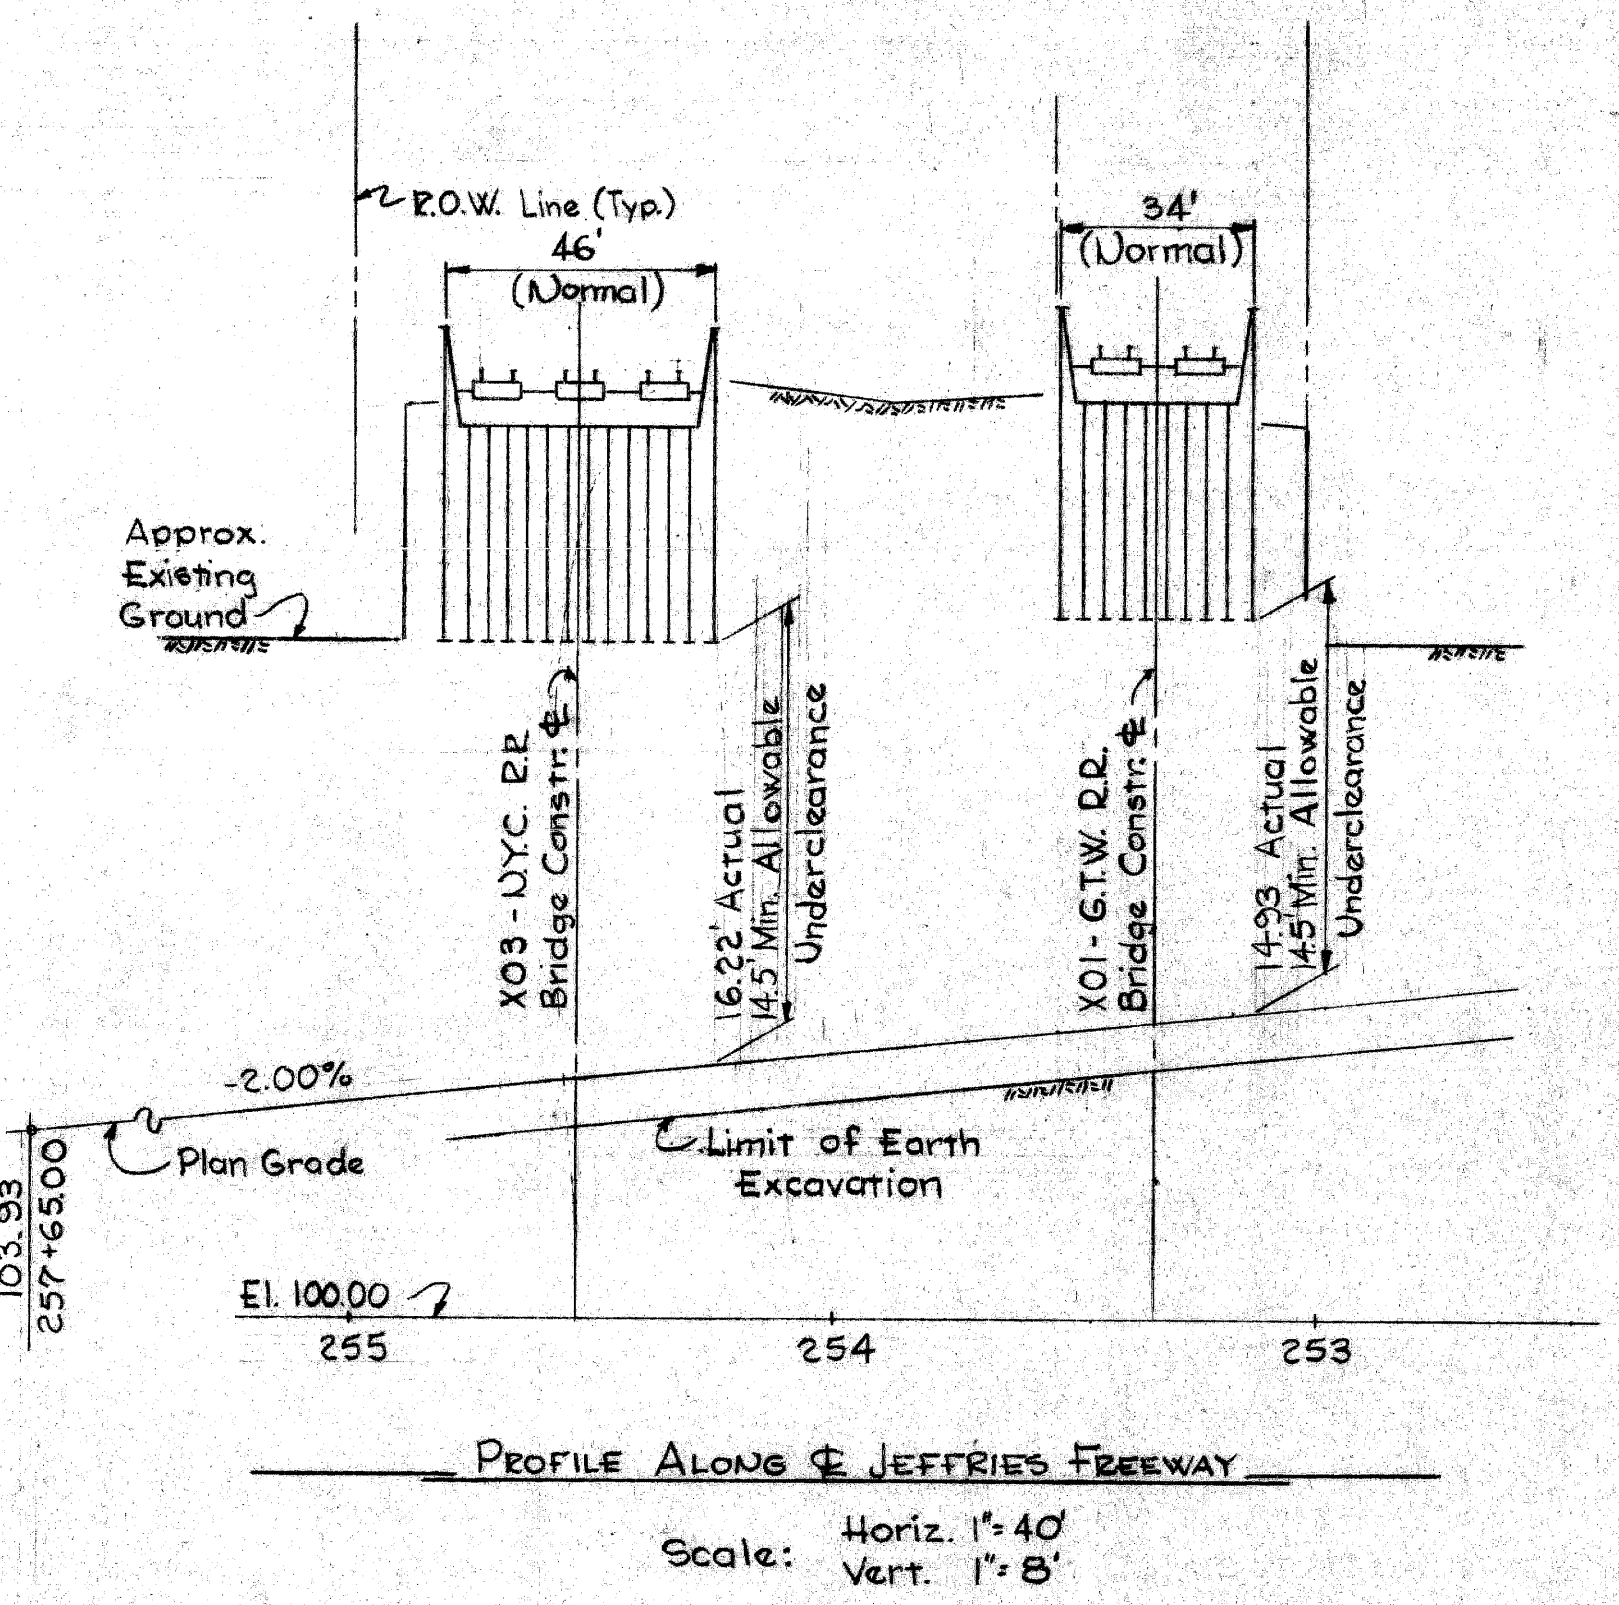 R.O.W. Line (Typ.)
46'
(Normal)
34'
(Normal)
Approx.
Existing
Ground
X03 - N.Y.C. R.R.
Bridge Constr. ℄
16.22' Actual
14.5' Min. Allowable
Underclearance
X01 - G.T.W. R.R.
Bridge Constr. ℄
14.93 Actual
14.5' Min. Allowable
Underclearance
-2.00%
Plan Grade
Limit of Earth
Excavation
103.93
257+65.00
El. 100.00
255
254
253
PROFILE ALONG ℄ JEFFRIES FREEWAY
Scale:
Horiz. 1"= 40'
Vert. 1"= 8'